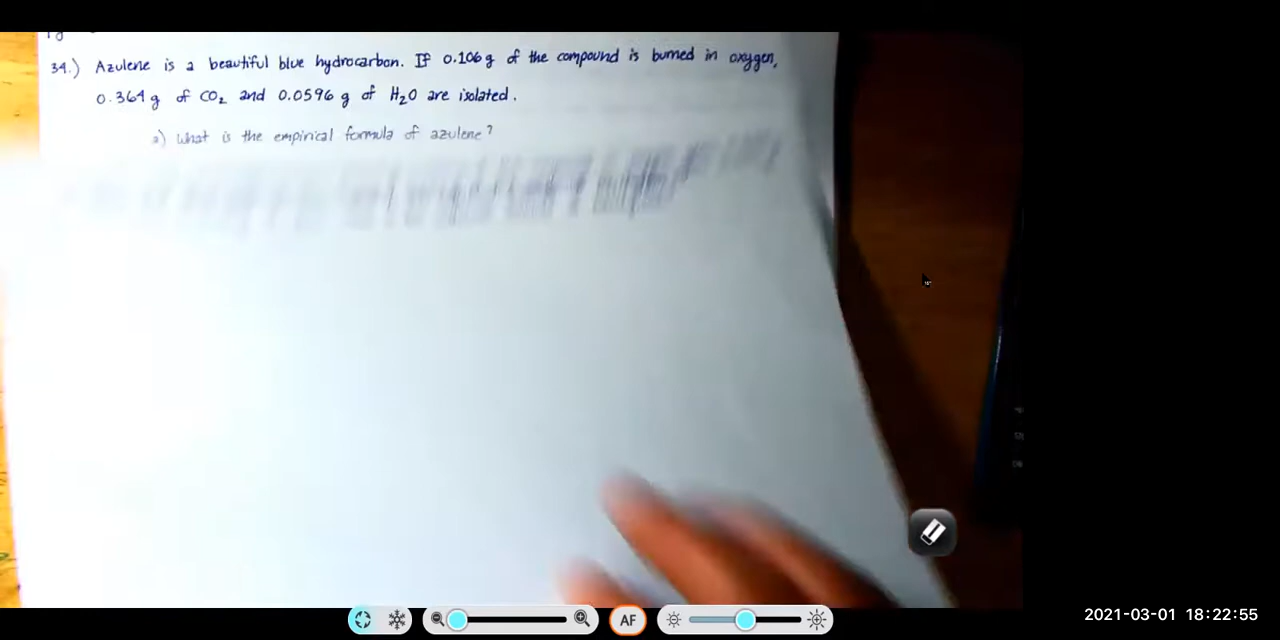 34.) Azulene is a beautiful blue hydrocarbon. If 0.106 g of the compound is burned in oxygen,
0.364 g of CO2 and 0.0596 g of H2O are isolated.
a) What is the empirical formula of azulene?
AF
2021-03-01 18:22:55